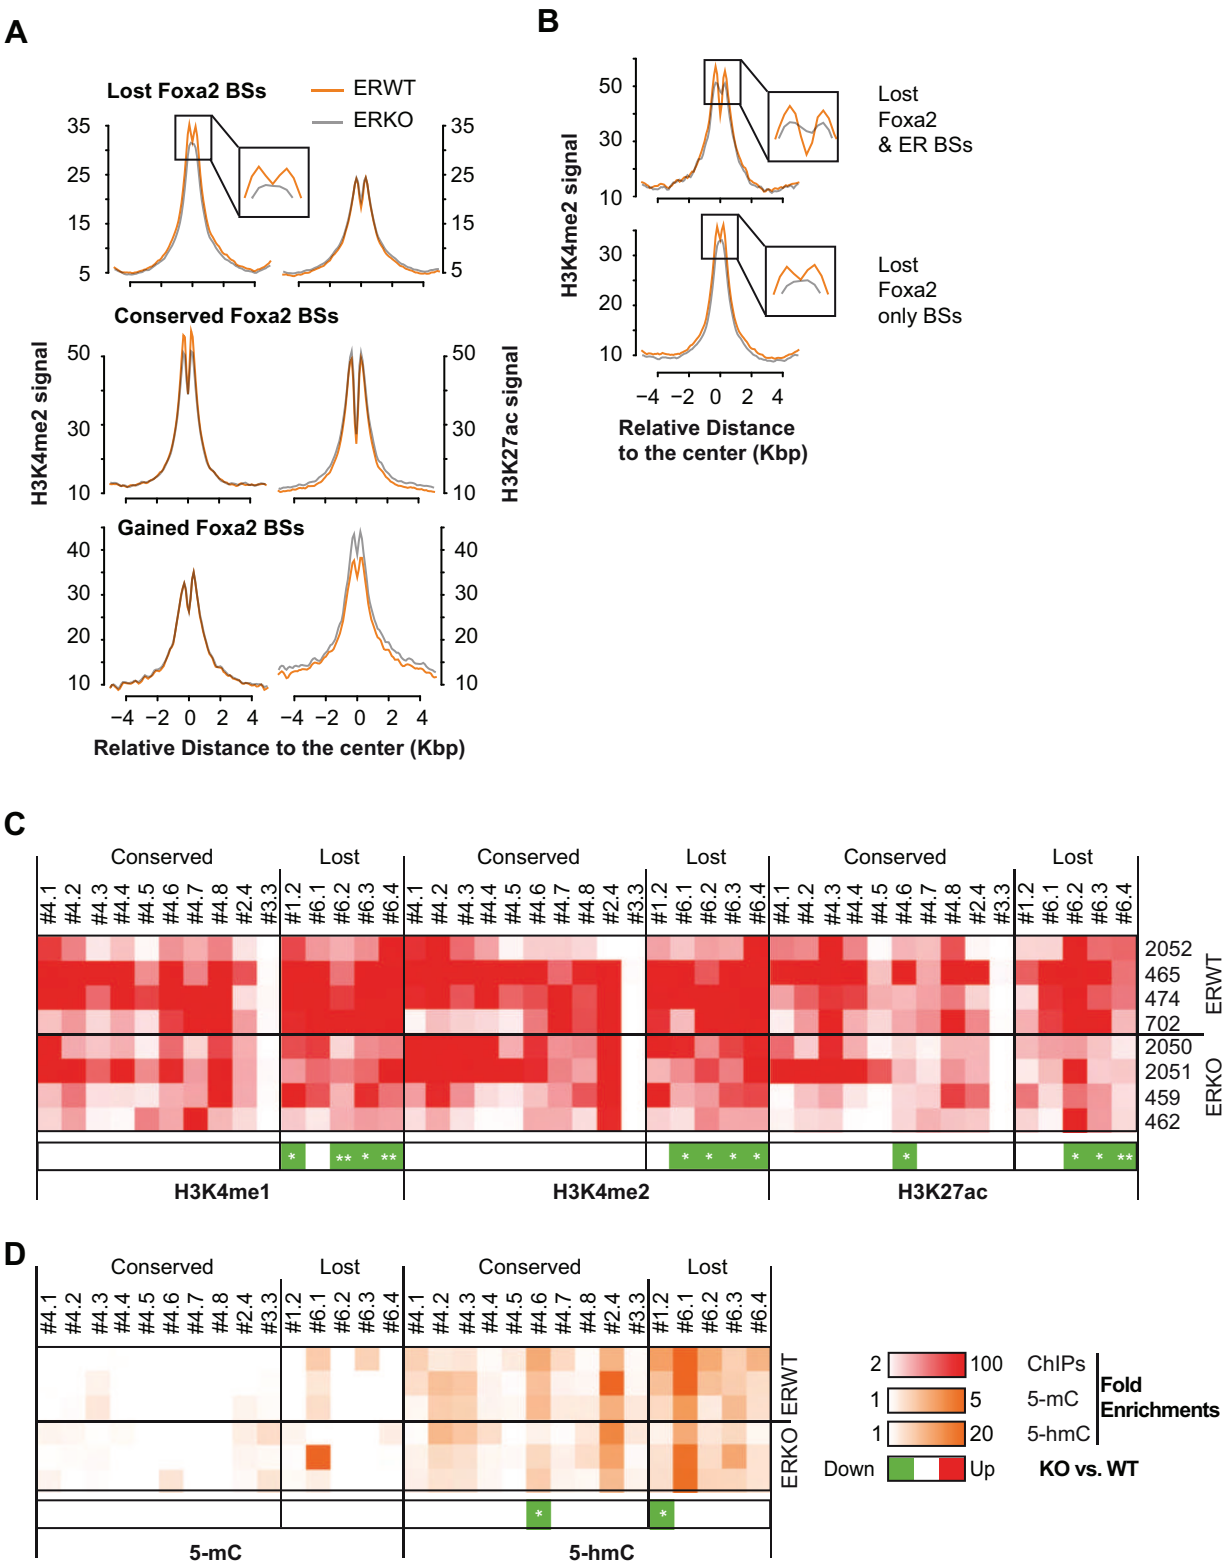 A
Lost Foxa2 BSs
ERWT
ERKO
35
25
15
5
35
25
15
5
Conserved Foxa2 BSs
50
30
10
50
30
10
H3K4me2 signal
H3K27ac signal
Gained Foxa2 BSs
40
30
20
10
40
30
20
10
−4 −2 0 2 4
−4 −2 0 2 4
Relative Distance to the center (Kbp)
B
50
30
10
Lost
Foxa2
& ER BSs
H3K4me2 signal
30
20
10
Lost
Foxa2
only BSs
−4 −2 0 2 4
Relative Distance
to the center (Kbp)
C
Conserved Lost Conserved Lost Conserved Lost
#4.1 #4.2 #4.3 #4.4 #4.5 #4.6 #4.7 #4.8 #2.4 #3.3 #1.2 #6.1 #6.2 #6.3 #6.4 #4.1 #4.2 #4.3 #4.4 #4.5 #4.6 #4.7 #4.8 #2.4 #3.3 #1.2 #6.1 #6.2 #6.3 #6.4 #4.1 #4.2 #4.3 #4.4 #4.5 #4.6 #4.7 #4.8 #2.4 #3.3 #1.2 #6.1 #6.2 #6.3 #6.4
2052
465
474
702
ERWT
2050
2051
459
462
ERKO
* ** * ** * * * * * * * **
H3K4me1 H3K4me2 H3K27ac
D
Conserved Lost Conserved Lost
#4.1 #4.2 #4.3 #4.4 #4.5 #4.6 #4.7 #4.8 #2.4 #3.3 #1.2 #6.1 #6.2 #6.3 #6.4 #4.1 #4.2 #4.3 #4.4 #4.5 #4.6 #4.7 #4.8 #2.4 #3.3 #1.2 #6.1 #6.2 #6.3 #6.4
ERWT
ERKO
* *
5-mC 5-hmC
2 100 ChIPs
1 5 5-mC
1 20 5-hmC
Fold
Enrichments
Down Up KO vs. WT